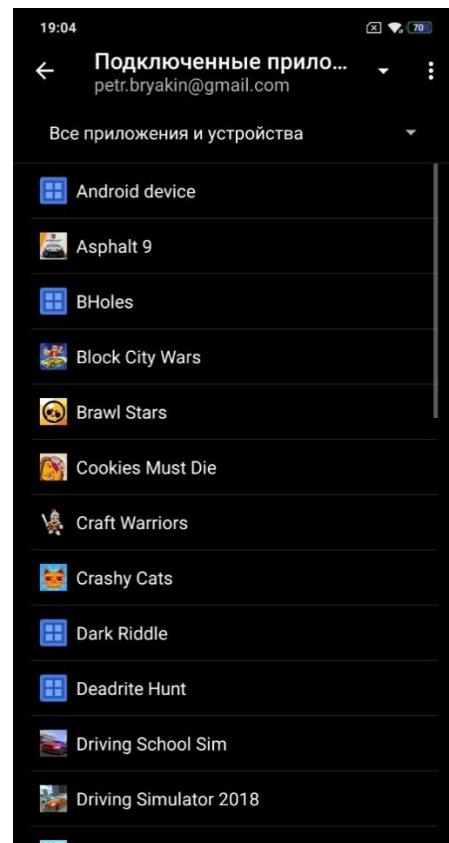 19:04
70
Подключенные прило...
petr.bryakin@gmail.com
Все приложения и устройства
Android device
Asphalt 9
BHoles
Block City Wars
Brawl Stars
Cookies Must Die
Craft Warriors
Crashy Cats
Dark Riddle
Deadrite Hunt
Driving School Sim
Driving Simulator 2018